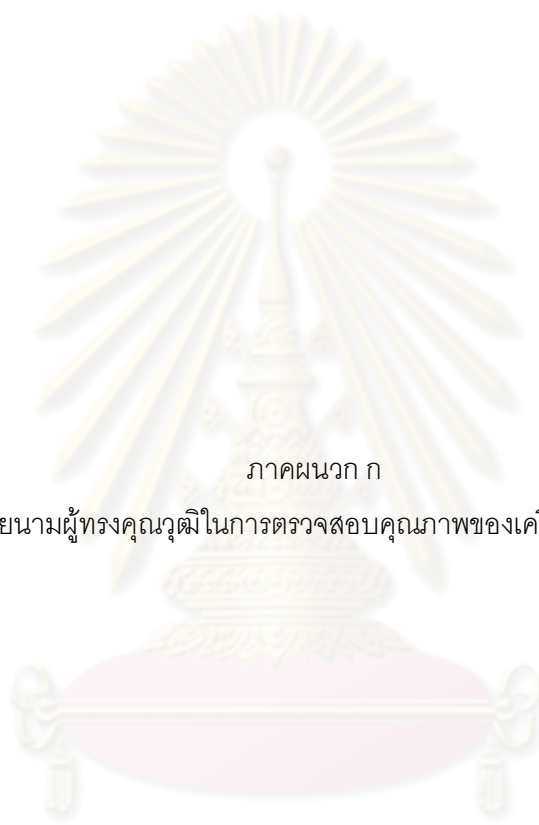 ภาคผนวก ก
ยนามผู้ทรงคุณวุฒิในการตรวจสอบคุณภาพของเค